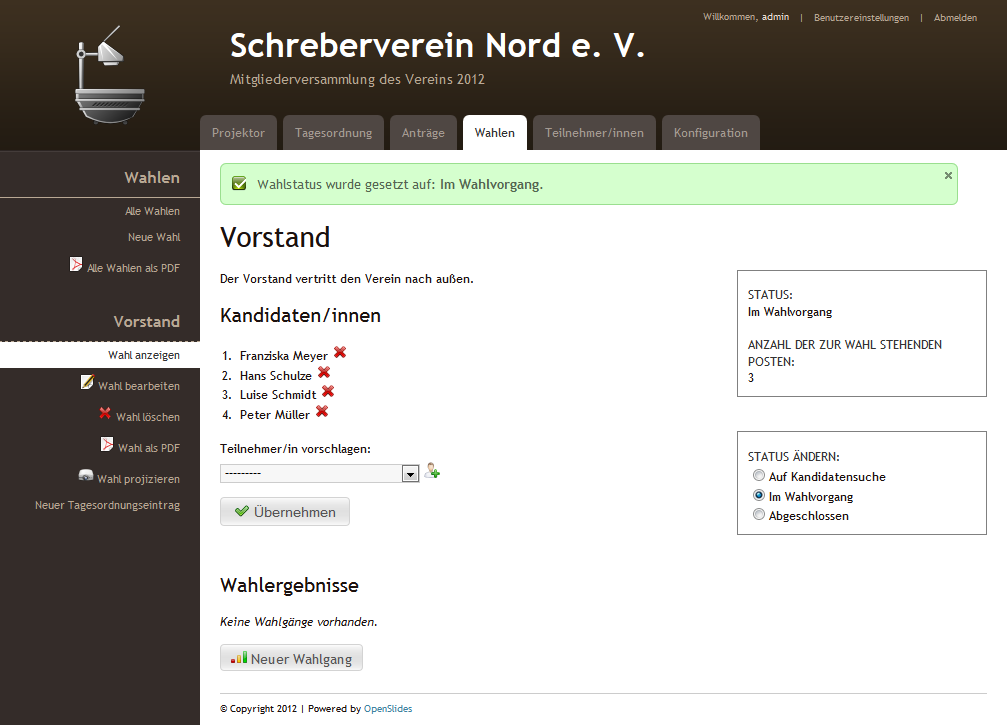 Willkommen, admin | Benutzereinstellungen | Abmelden
Schreberverein Nord e. V.
Mitgliederversammlung des Vereins 2012
Projektor Tagesordnung Anträge Wahlen Teilnehmer/innen Konfiguration
Wahlen
Alle Wahlen
Neue Wahl
Alle Wahlen als PDF
Vorstand
Wahl anzeigen
Wahl bearbeiten
Wahl löschen
Wahl als PDF
Wahl projizieren
Neuer Tagesordnungseintrag
Wahlstatus wurde gesetzt auf: Im Wahlvorgang.
Vorstand
Der Vorstand vertritt den Verein nach außen.
Kandidaten/innen
1. Franziska Meyer
2. Hans Schulze
3. Luise Schmidt
4. Peter Müller
Teilnehmer/in vorschlagen:
---------
Übernehmen
Wahlergebnisse
Keine Wahlgänge vorhanden.
Neuer Wahlgang
STATUS:
Im Wahlvorgang
ANZAHL DER ZUR WAHL STEHENDEN
POSTEN:
3
STATUS ÄNDERN:
Auf Kandidatensuche
Im Wahlvorgang
Abgeschlossen
© Copyright 2012 | Powered by OpenSlides